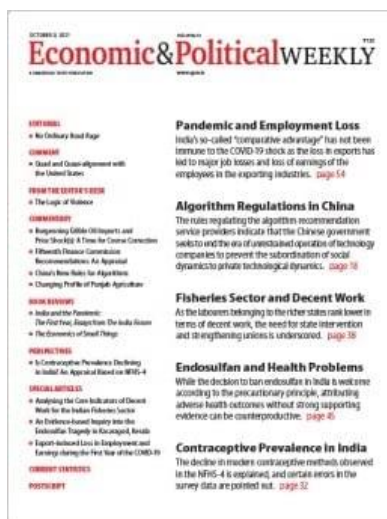 OCTOBER 9, 2021
Economic&PoliticalWEEKLY
EDITORIAL
No Ordinary Road Rage
COMMENT
Quad and Quasi-alignment with
the United States
FROM THE EDITOR'S DESK
The Logic of Violence
COMMENTARY
Burgeoning Edible Oil Imports and
Price Shock(s): A Time for Course Correction
Fifteenth Finance Commission
Recommendations: An Appraisal
China's New Rules for Algorithms
Changing Profile of Punjab Agriculture
BOOK REVIEWS
India and the Pandemic:
The First Year, Essays from The India Forum
The Economics of Small Things
PERSPECTIVES
Is Contraceptive Prevalence Declining
in India? An Appraisal Based on NFHS-4
SPECIAL ARTICLES
Analysing the Core Indicators of Decent
Work for the Indian Fisheries Sector
An Evidence-based Inquiry into the
Endosulfan Tragedy in Kasaragod, Kerala
Export-induced Loss in Employment and
Earnings during the First Year of the COVID-19
CURRENT STATISTICS
POSTSCRIPT
Pandemic and Employment Loss
India's so-called "comparative advantage" has not been
immune to the COVID-19 shock as the loss in exports has
led to major job losses and loss of earnings of the
employees in the exporting industries. page 54
Algorithm Regulations in China
The rules regulating the algorithm recommendation
service providers indicate that the Chinese government
seeks to end the era of unrestrained operation of technology
companies to prevent the subordination of social
dynamics to private technological dynamics. page 18
Fisheries Sector and Decent Work
As the labourers belonging to the richer states rank lower in
terms of decent work, the need for state intervention
and strengthening unions is underscored. page 38
Endosulfan and Health Problems
While the decision to ban endosulfan in India is welcome
according to the precautionary principle, attributing
adverse health outcomes without strong supporting
evidence can be counterproductive. page 45
Contraceptive Prevalence in India
The decline in modern contraceptive methods observed
in the NFHS-4 is explained, and certain errors in the
survey data are pointed out. page 32